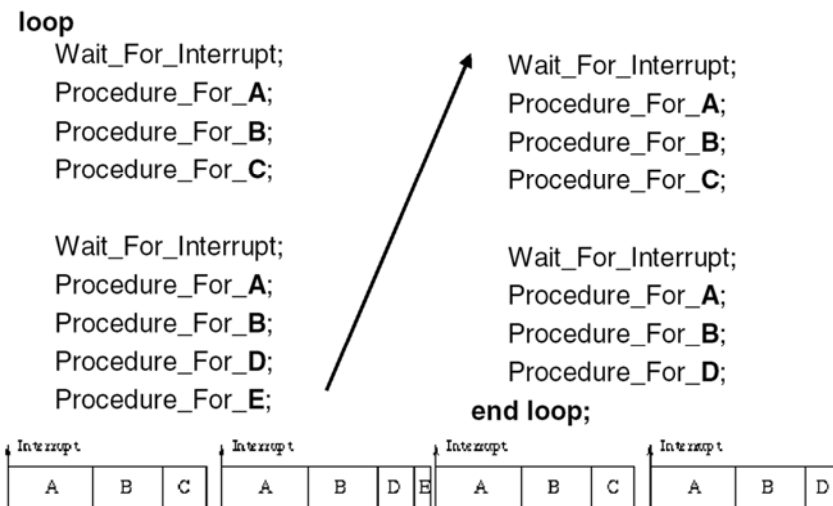 loop
Wait_For_Interrupt;
Procedure_For_A;
Procedure_For_B;
Procedure_For_C;
Wait_For_Interrupt;
Procedure_For_A;
Procedure_For_B;
Procedure_For_D;
Procedure_For_E;
Wait_For_Interrupt;
Procedure_For_A;
Procedure_For_B;
Procedure_For_C;
Wait_For_Interrupt;
Procedure_For_A;
Procedure_For_B;
Procedure_For_D;
end loop;
Interrupt Interrupt Interrupt Interrupt
A B C A B D E A B C A B D